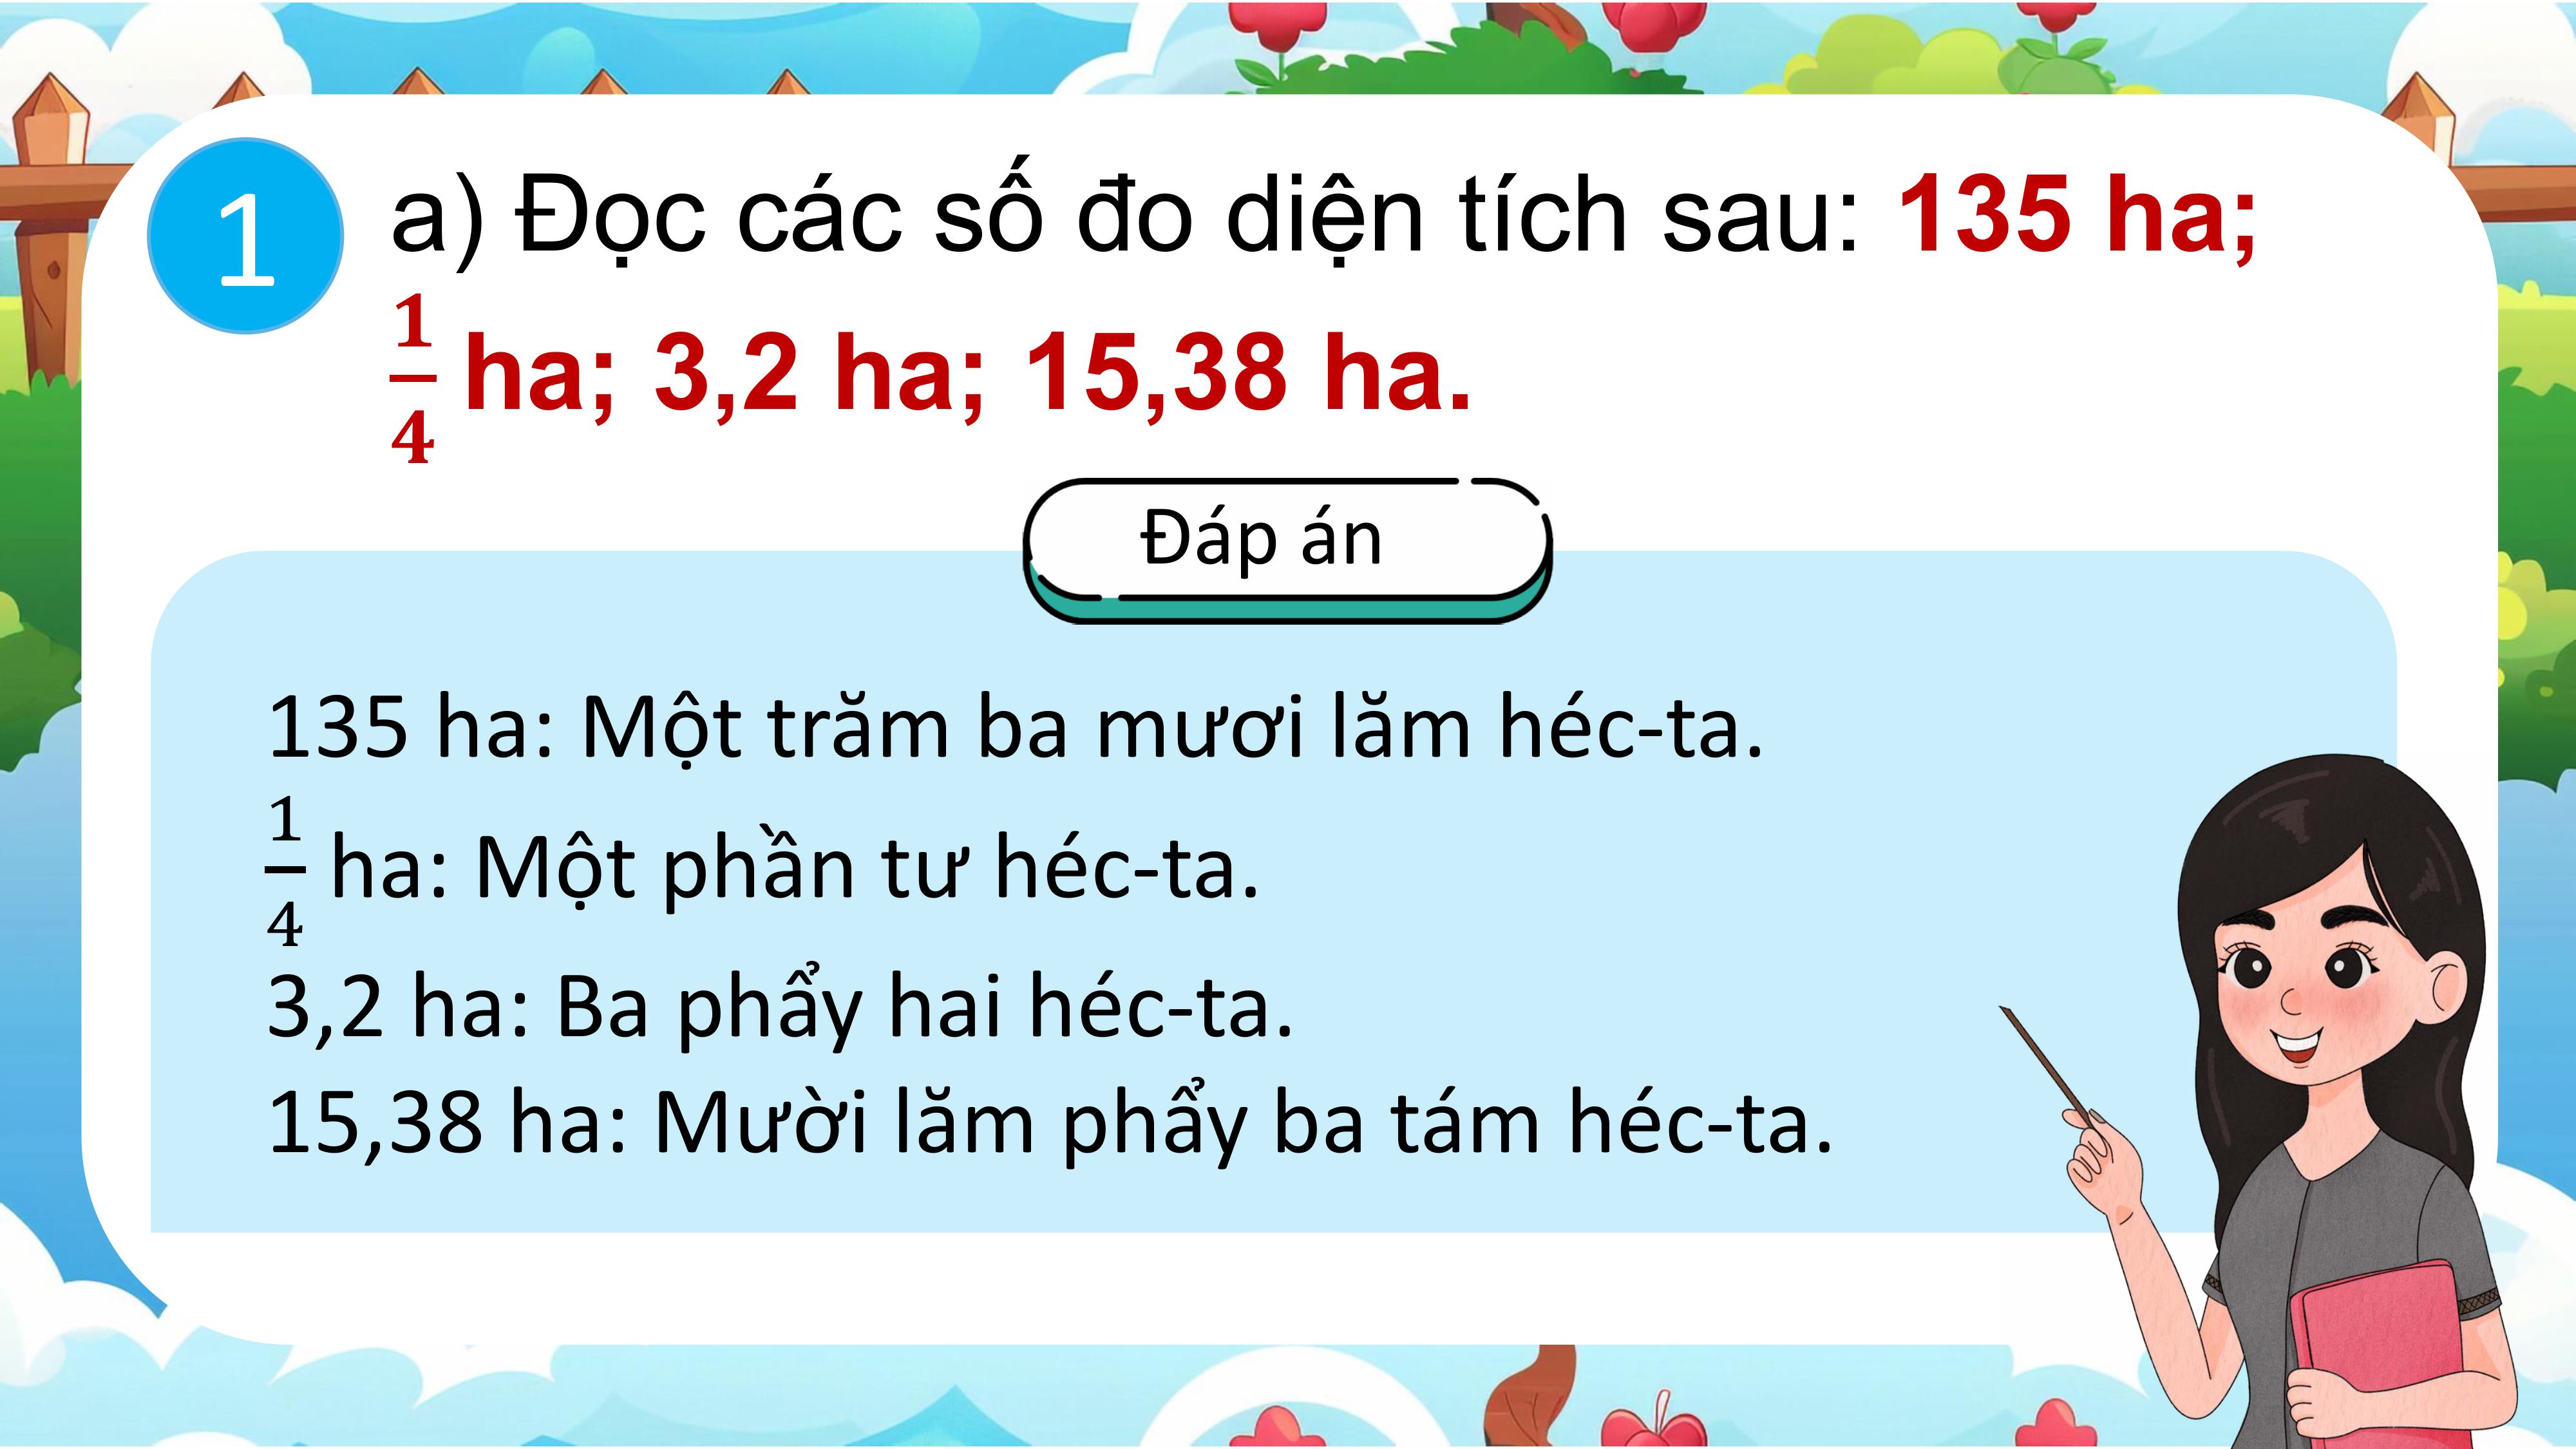 1
a) Đọc các số đo diện tích sau: 135 ha;
1/4 ha; 3,2 ha; 15,38 ha.
Đáp án
135 ha: Một trăm ba mươi lăm héc-ta.
1/4 ha: Một phần tư héc-ta.
3,2 ha: Ba phẩy hai héc-ta.
15,38 ha: Mười lăm phẩy ba tám héc-ta.